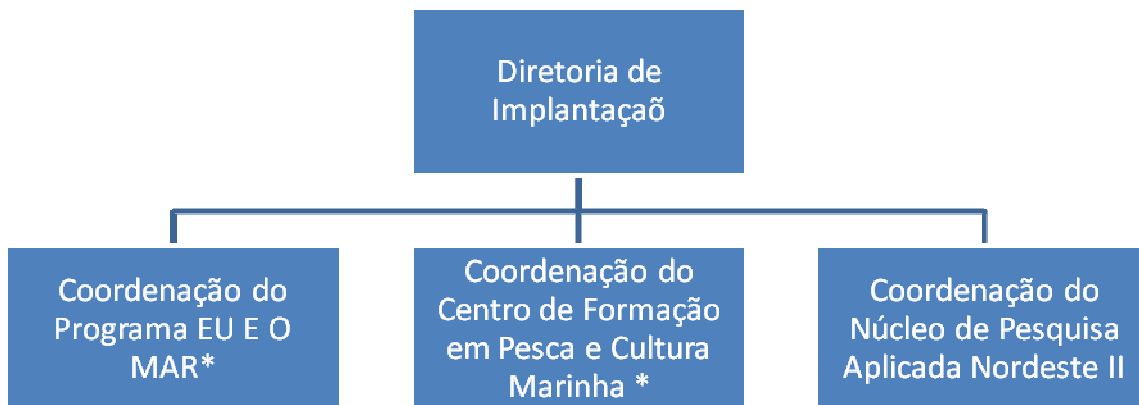 Diretoria de
Implantaçaõ
Coordenação do
Programa EU E O
MAR*
Coordenação do
Centro de Formação
em Pesca e Cultura
Marinha *
Coordenação do
Núcleo de Pesquisa
Aplicada Nordeste II